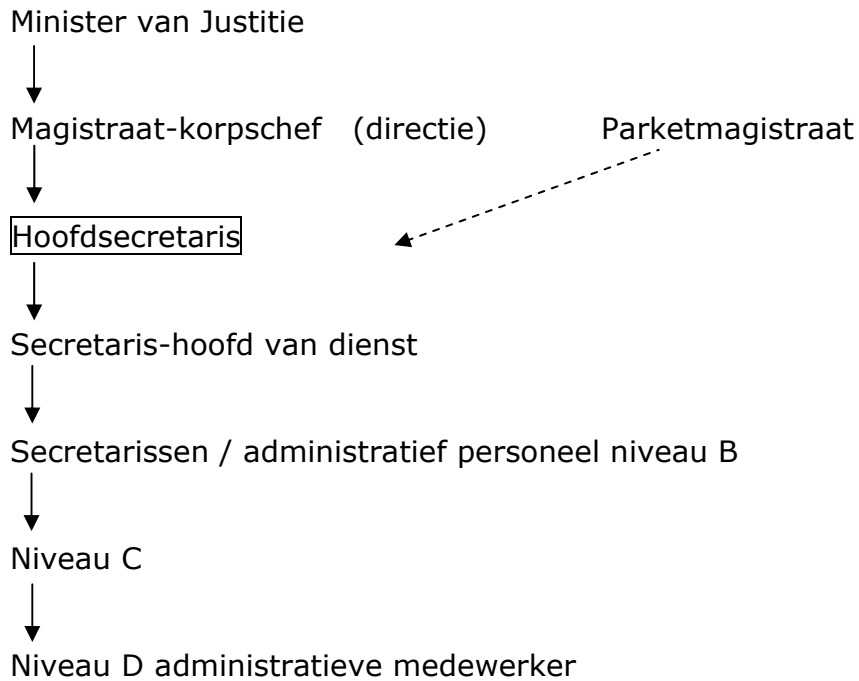 Minister van Justitie
Magistraat-korpschef (directie) Parketmagistraat
Hoofdsecretaris
Secretaris-hoofd van dienst
Secretarissen / administratief personeel niveau B
Niveau C
Niveau D administratieve medewerker